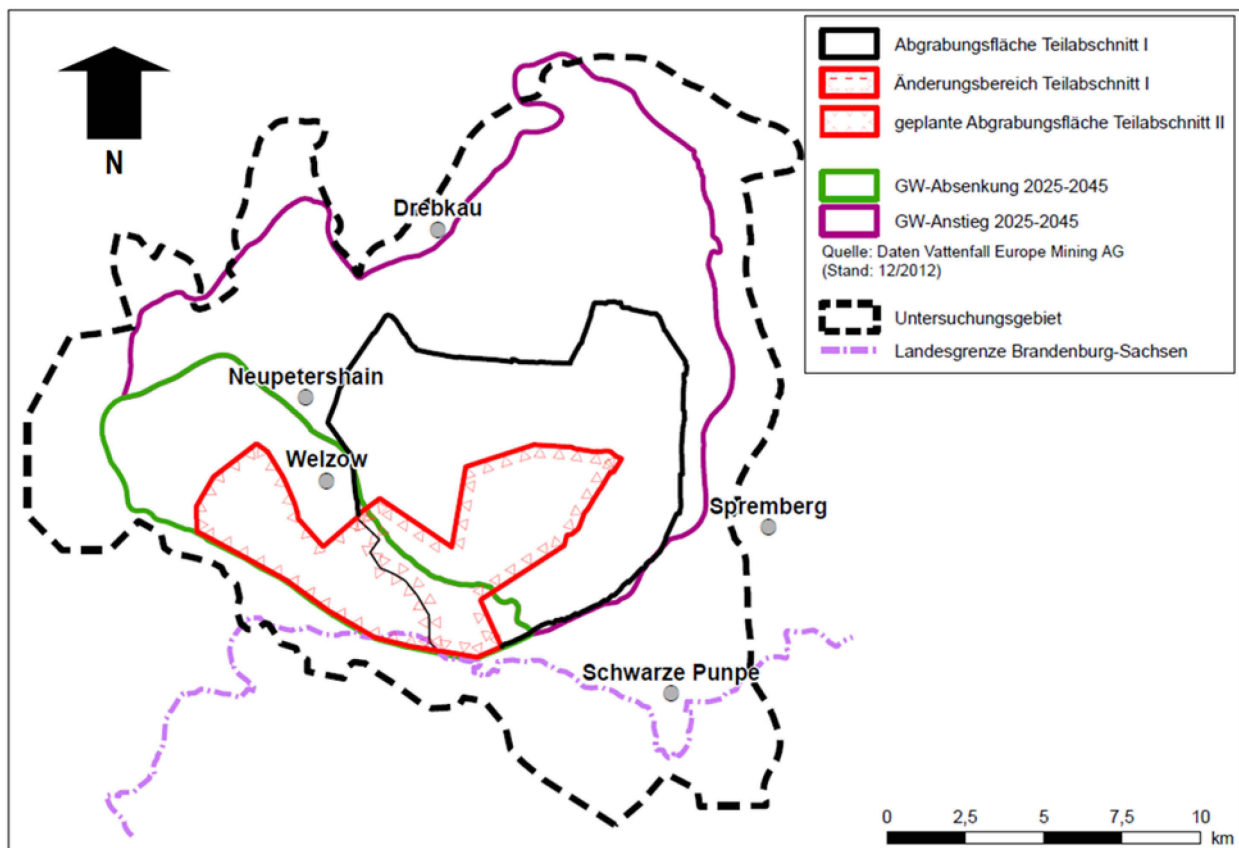 N
Drebkau
Neupetershain
Welzow
Spremberg
Schwarze Punpe
Abgrabungsfläche Teilabschnitt I
Änderungsbereich Teilabschnitt I
geplante Abgrabungsfläche Teilabschnitt II
GW-Absenkung 2025-2045
GW-Anstieg 2025-2045
Quelle: Daten Vattenfall Europe Mining AG
(Stand: 12/2012)
Untersuchungsgebiet
Landesgrenze Brandenburg-Sachsen
0 2,5 5 7,5 10
km